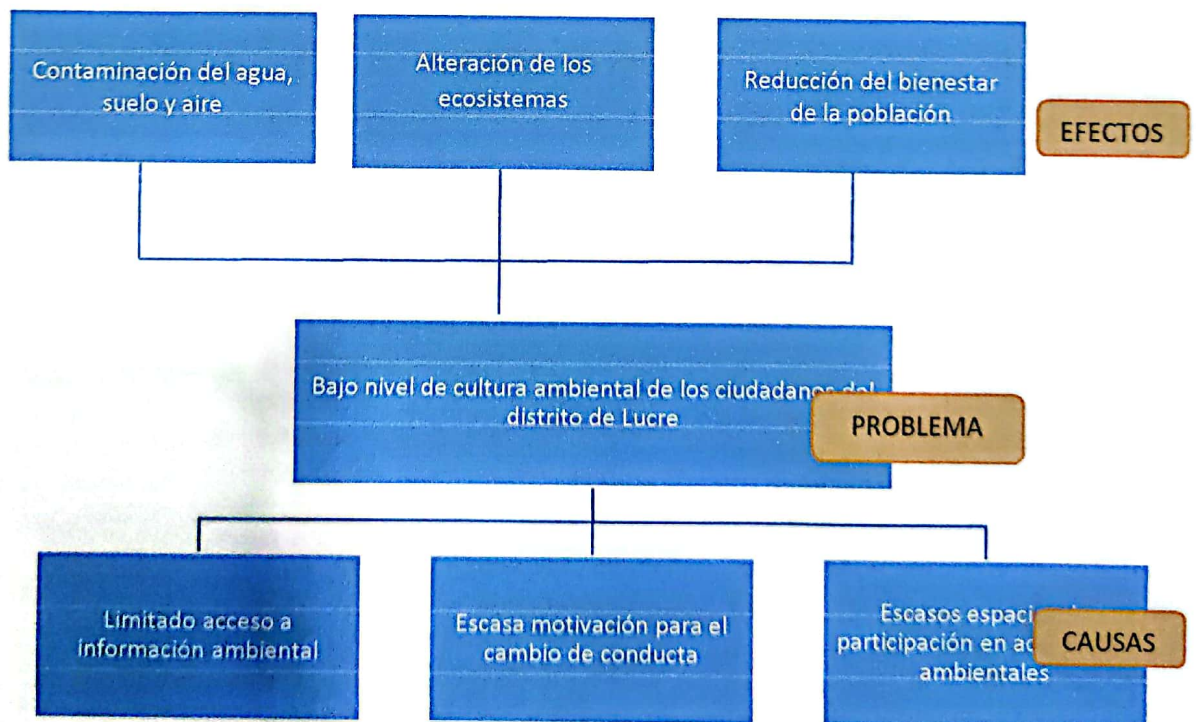 Contaminación del agua,
suelo y aire
Alteración de los
ecosistemas
Reducción del bienestar
de la población
EFECTOS
Bajo nivel de cultura ambiental de los ciudadanos del
distrito de Lucre
PROBLEMA
Limitado acceso a
información ambiental
Escasa motivación para el
cambio de conducta
Escasos
participación en
ambientales
CAUSAS